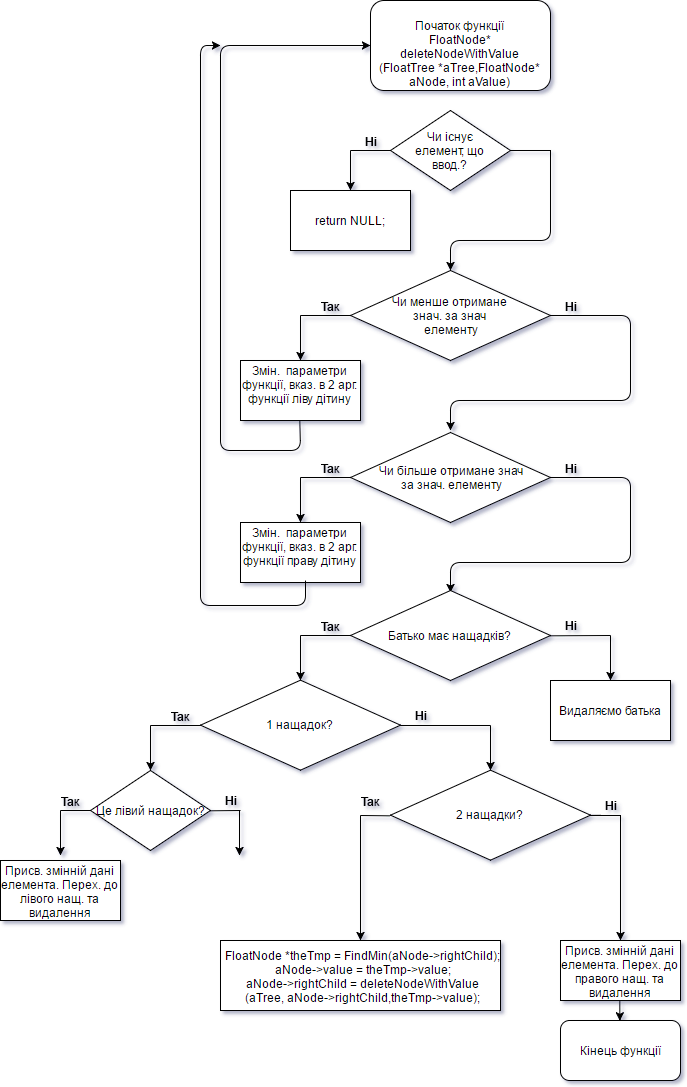 Початок функції
FloatNode*
deleteNodeWithValue
(FloatTree *aTree,FloatNode*
aNode, int aValue)
Чи існує
елемент, що
ввод.?
Ні
return NULL;
Чи менше отримане
знач. за знач
елементу
Так
Ні
Змін. параметри
функції, вказ. в 2 арг.
функції ліву дітину
Чи більше отримане знач
за знач. елементу
Так
Ні
Змін. параметри
функції, вказ. в 2 арг.
функції праву дітину
Батько має нащадків?
Так
Ні
Видаляємо батька
1 нащадок?
Так
Ні
Це лівий нащадок?
Так
Ні
2 нащадки?
Так
Ні
Присв. змінній дані
елемента. Перех. до
лівого нащ. та
видалення
FloatNode *theTmp = FindMin(aNode->rightChild);
aNode->value = theTmp->value;
aNode->rightChild = deleteNodeWithValue
(aTree, aNode->rightChild,theTmp->value);
Присв. змінній дані
елемента. Перех. до
правого нащ. та
видалення
Кінець функції